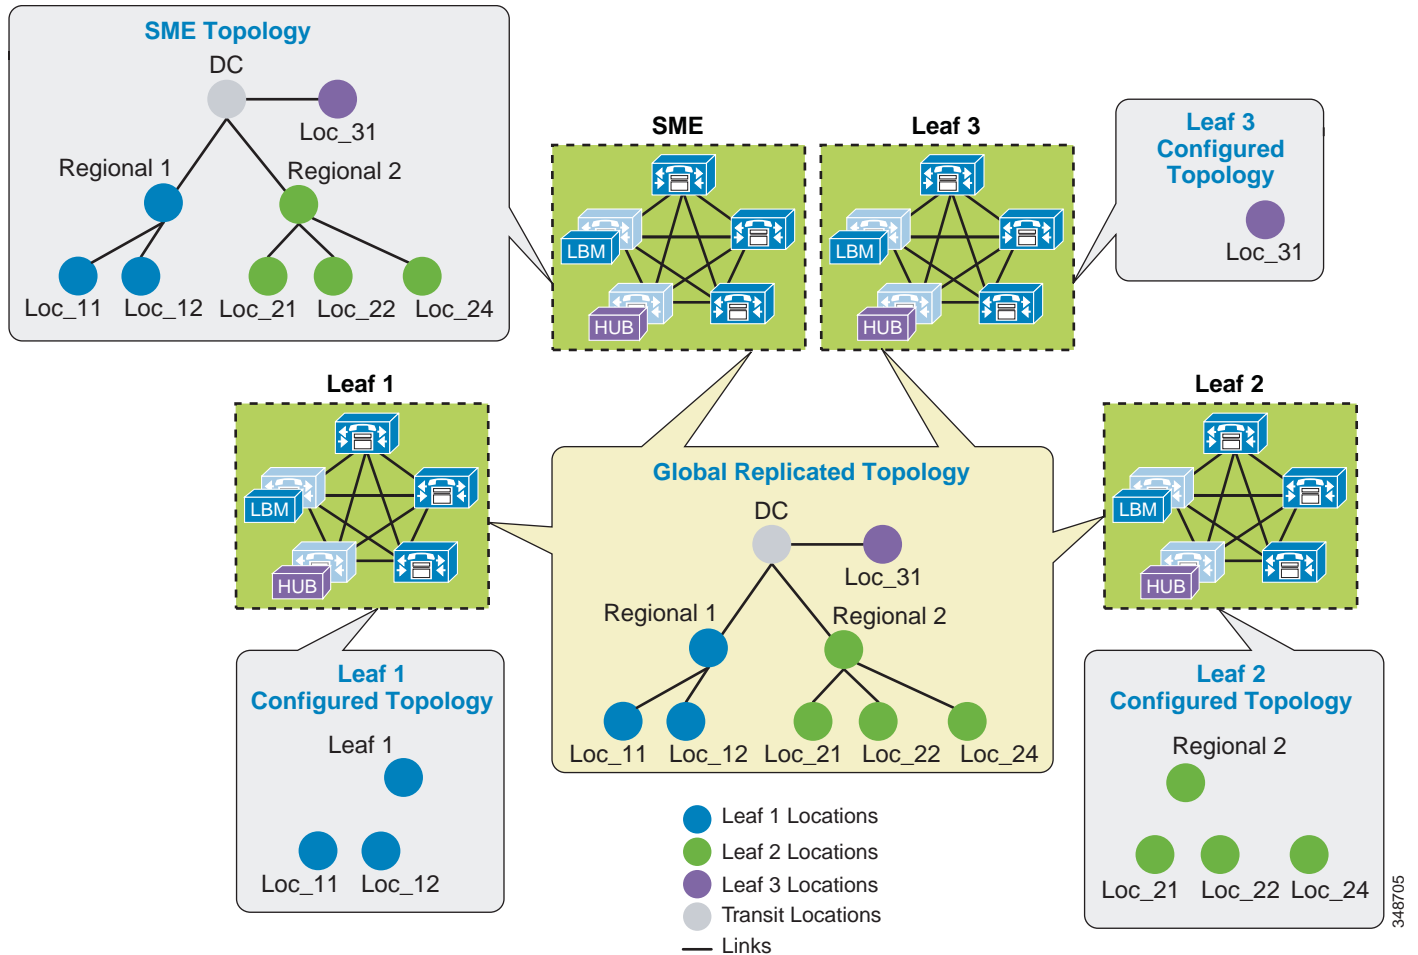 SME Topology
DC
Loc_31
Regional 1
Regional 2
Loc_11
Loc_12
Loc_21
Loc_22
Loc_24
SME
LBM
HUB
Leaf 3
LBM
HUB
Leaf 3
Configured
Topology
Loc_31
Leaf 1
LBM
HUB
Leaf 2
LBM
HUB
Global Replicated Topology
DC
Loc_31
Regional 1
Regional 2
Loc_11
Loc_12
Loc_21
Loc_22
Loc_24
Leaf 1
Configured Topology
Leaf 1
Loc_11
Loc_12
Leaf 2
Configured Topology
Regional 2
Loc_21
Loc_22
Loc_24
Leaf 1 Locations
Leaf 2 Locations
Leaf 3 Locations
Transit Locations
Links
348705